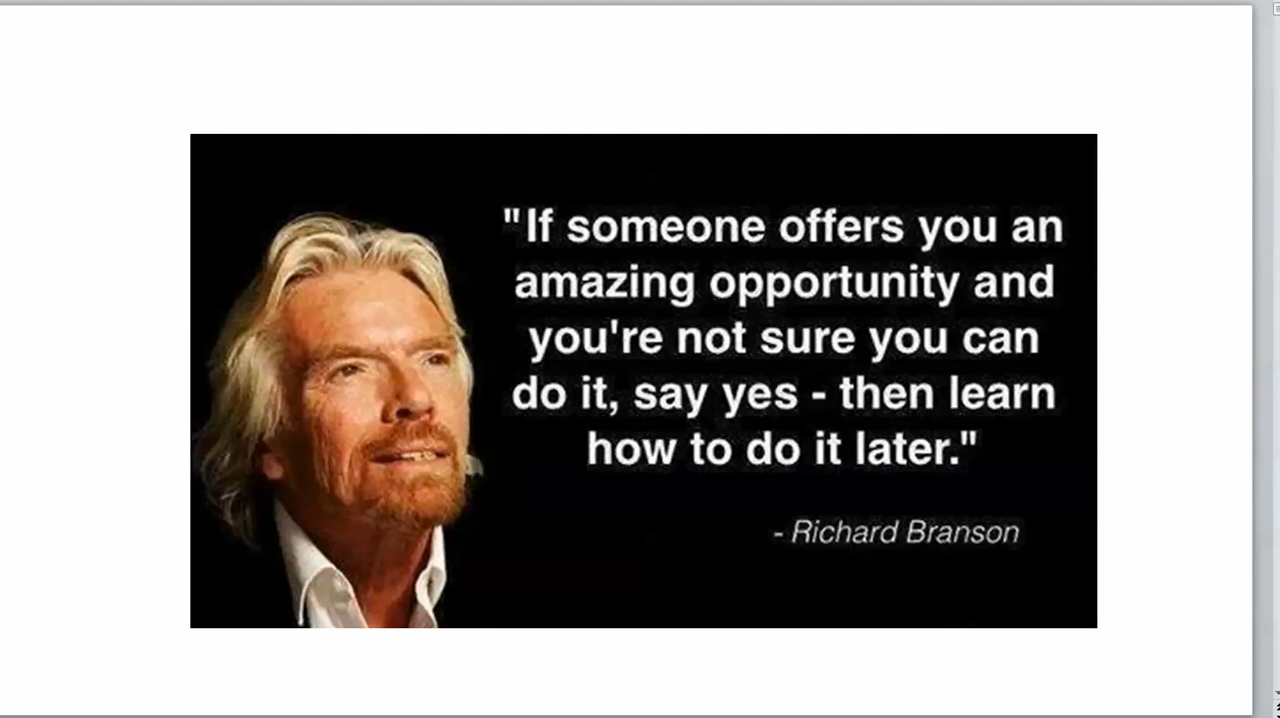 "If someone offers you an
amazing opportunity and
you're not sure you can
do it, say yes - then learn
how to do it later."
- Richard Branson